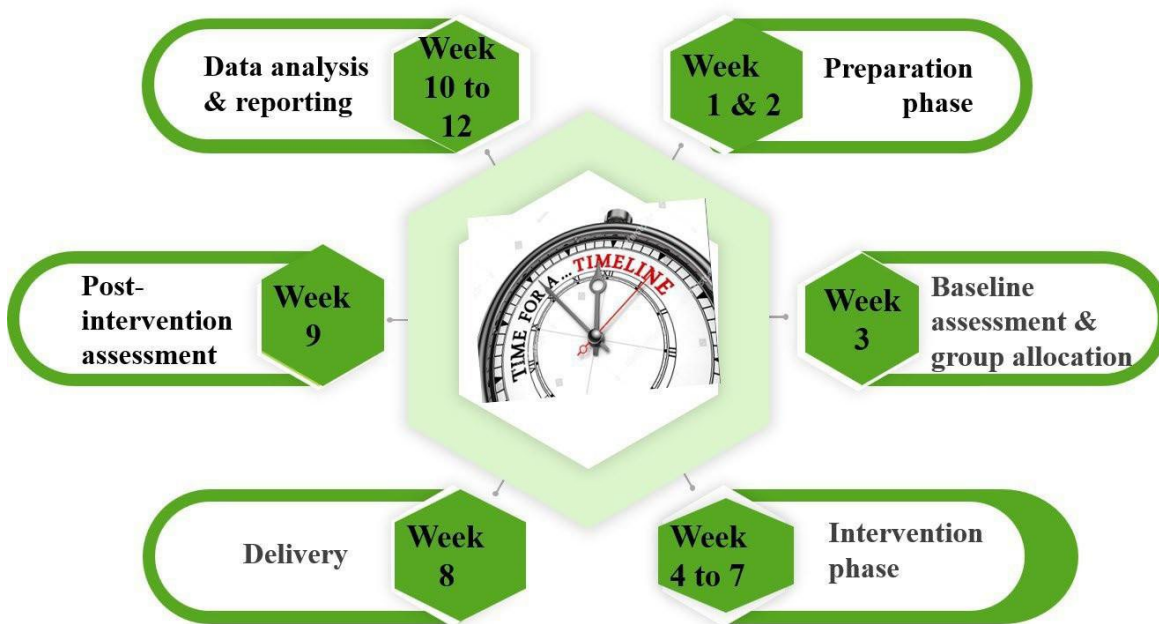 Week
10 to
12
Data analysis
& reporting
Week
1 & 2
Preparation
phase
TIME FOR A ... TIMELINE
Post-
intervention
assessment
Week
9
Week
3
Baseline
assessment &
group allocation
Delivery
Week
8
Week
4 to 7
Intervention
phase